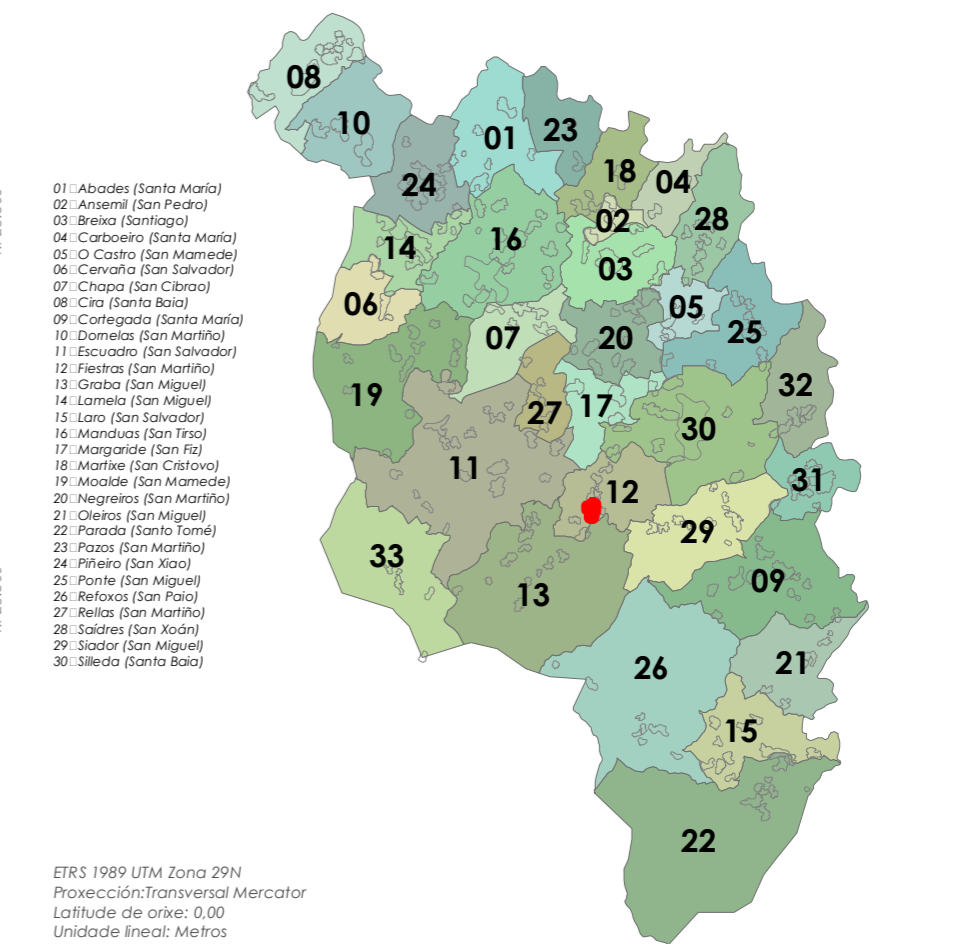 01 Abades (Santa María)
02 Ansemil (San Pedro)
03 Breixa (Santiago)
04 Carboeiro (Santa María)
05 O Castro (San Mamede)
06 Cervaña (San Salvador)
07 Chapa (San Cibrao)
08 Cira (Santa Baia)
09 Cortegada (Santa María)
10 Dornelas (San Martiño)
11 Escuadro (San Salvador)
12 Fiestras (San Martiño)
13 Graba (San Miguel)
14 Lamela (San Miguel)
15 Laro (San Salvador)
16 Manduas (San Tirso)
17 Margaride (San Fiz)
18 Martixe (San Cristovo)
19 Moalde (San Mamede)
20 Negreiros (San Martiño)
21 Oleiros (San Miguel)
22 Parada (Santo Tomé)
23 Pazos (San Martiño)
24 Piñeiro (San Xiao)
25 Ponte (San Miguel)
26 Refoxos (San Paio)
27 Rellas (San Martiño)
28 Saídres (San Xoán)
29 Siador (San Miguel)
30 Silleda (Santa Baia)
ETRS 1989 UTM Zona 29N
Proxección:Transversal Mercator
Latitude de orixe: 0,00
Unidade lineal: Metros
08
10
01
23
24
18
04
02
28
14
16
03
06
05
07
20
25
19
27
17
32
30
11
12
31
29
33
13
09
26
21
15
22